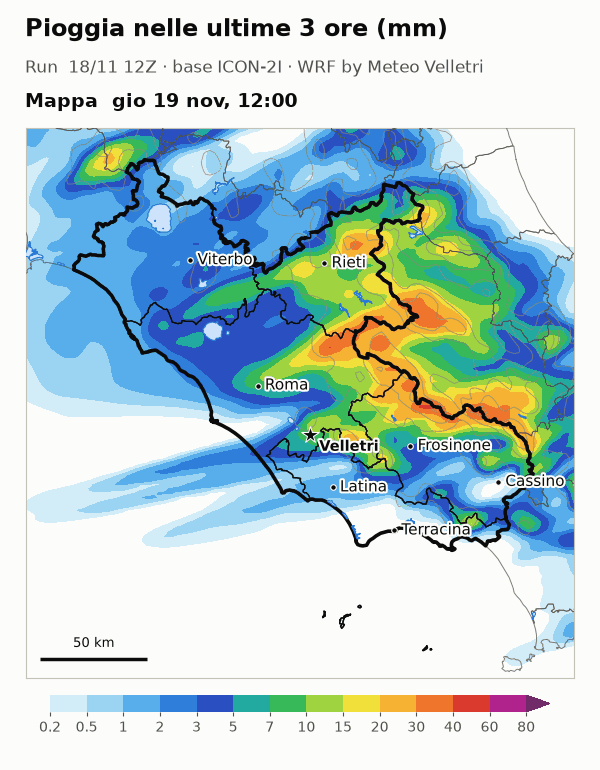 Pioggia nelle ultime 3 ore (mm)
Run 18/11 12Z · base ICON-2I · WRF by Meteo Velletri
Mappa gio 19 nov, 12:00
Viterbo
Rieti
Roma
Velletri
Frosinone
Cassino
Latina
Terracina
50 km
0.2 0.5 1 2 3 5 7 10 15 20 30 40 60 80